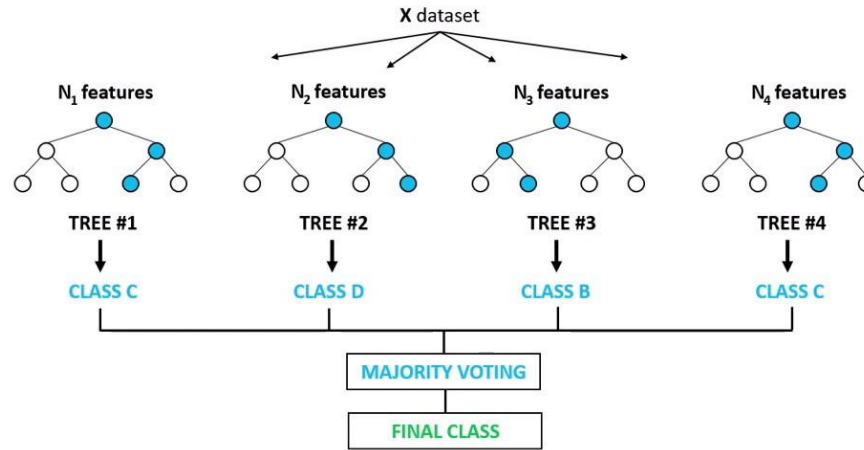 X dataset
N₁ features
N₂ features
N₃ features
N₄ features
TREE #1
TREE #2
TREE #3
TREE #4
CLASS C
CLASS D
CLASS B
CLASS C
MAJORITY VOTING
FINAL CLASS